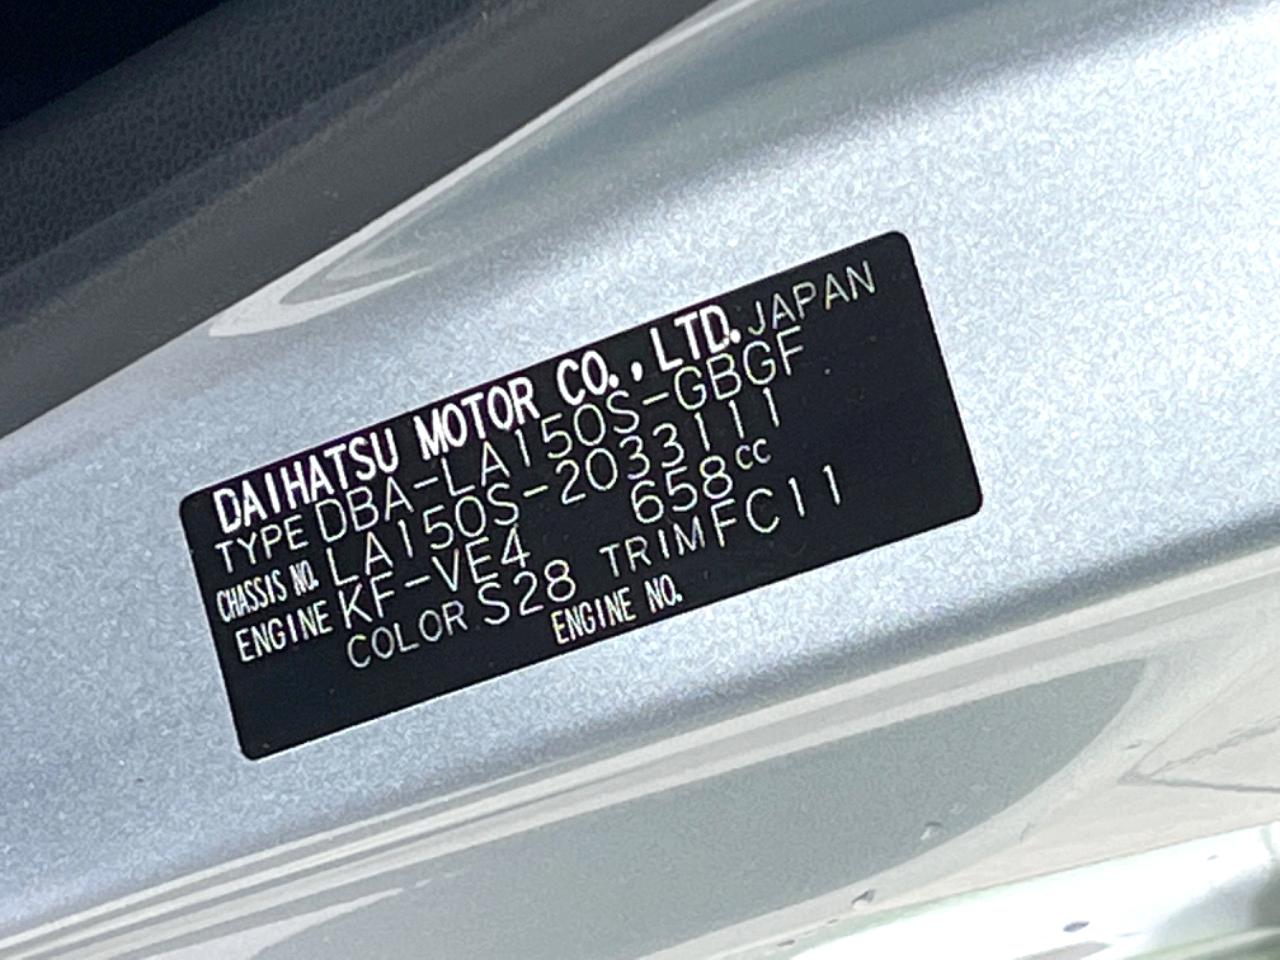 DAIHATSU MOTOR CO., LTD. JAPAN
TYPE DBA-LA150S-GBGF
CHASSIS NO. LA150S-2033111
ENGINE KF-VE4 658cc
COLOR S28 TRIM FC11
ENGINE NO.